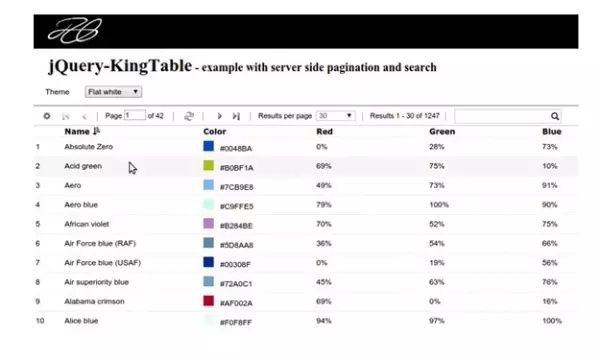 jQuery-KingTable - example with server side pagination and search
Theme Flat white
Page 1 of 42 Results per page 30 Results 1 - 30 of 1247
Name Color Red Green Blue
1 Absolute Zero #0048BA 0% 28% 73%
2 Acid green #B0BF1A 69% 75% 10%
3 Aero #7CB9E8 49% 73% 91%
4 Aero blue #C9FFE5 79% 100% 90%
5 African violet #B284BE 70% 52% 75%
6 Air Force blue (RAF) #5D8AA8 36% 54% 66%
7 Air Force blue (USAF) #00308F 0% 19% 56%
8 Air superiority blue #72A0C1 45% 63% 76%
9 Alabama crimson #AF002A 69% 0% 16%
10 Alice blue #F0F8FF 94% 97% 100%